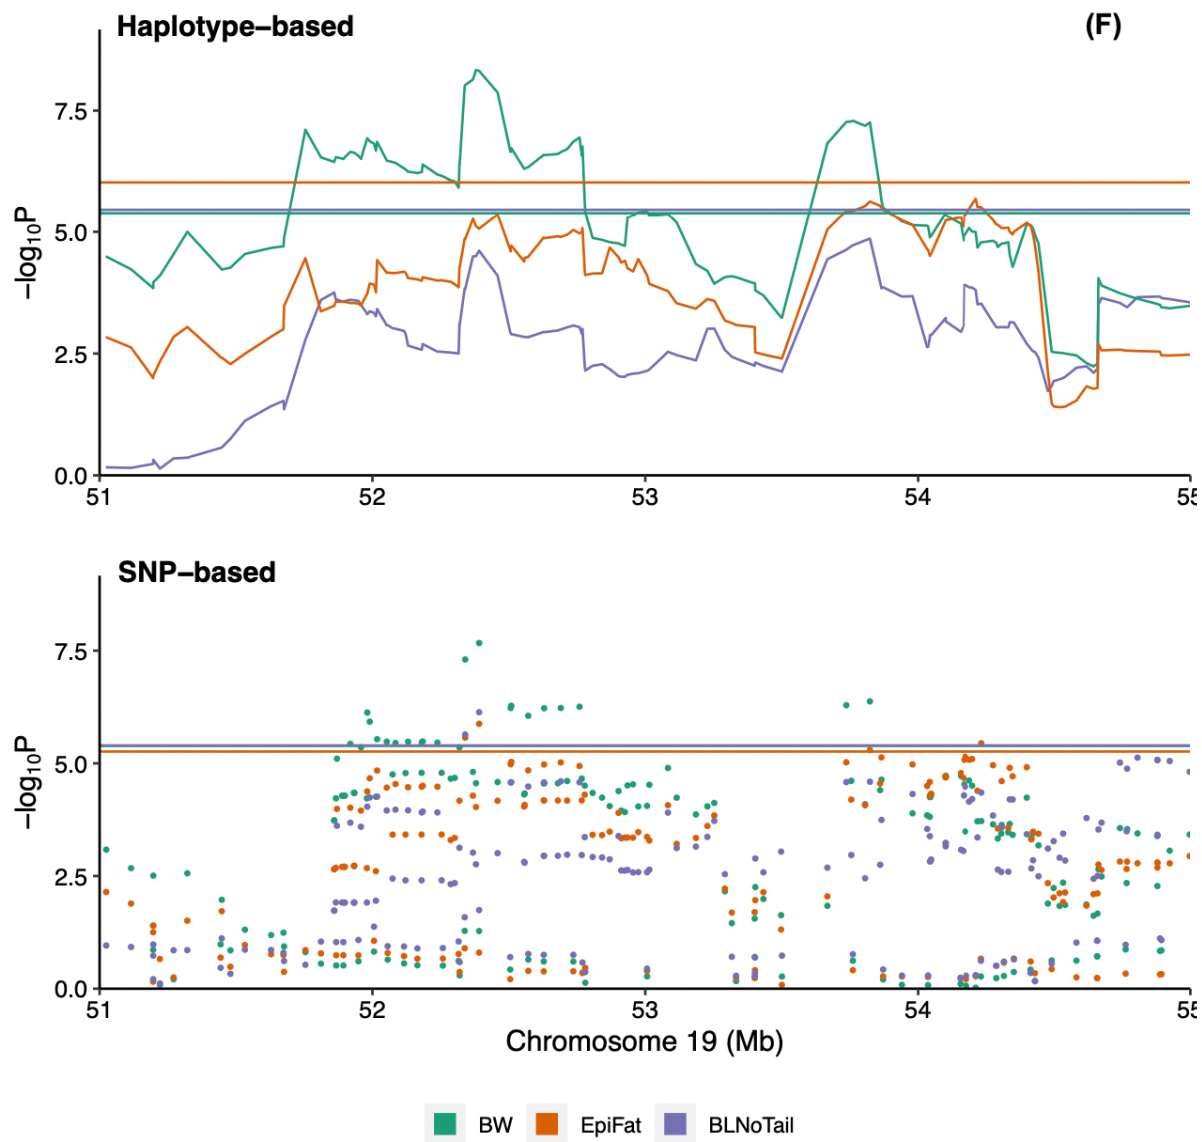 Haplotype–based
(F)
–log10P
7.5
5.0
2.5
0.0
51 52 53 54 55
SNP–based
–log10P
7.5
5.0
2.5
0.0
51 52 53 54 55
Chromosome 19 (Mb)
BW EpiFat BLNoTail